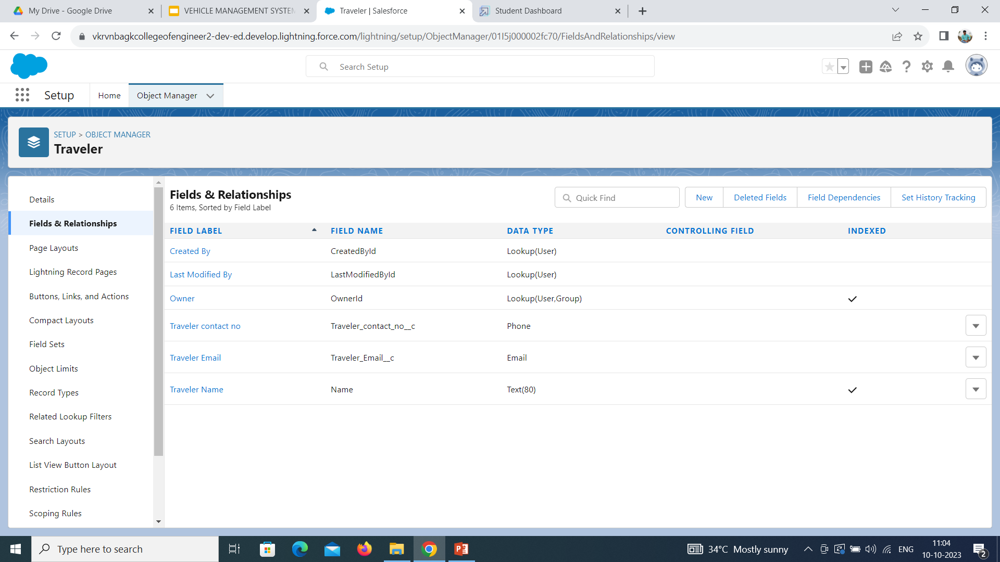 My Drive - Google Drive
VEHICLE MANAGEMENT SYSTEM
Traveler | Salesforce
Student Dashboard
vkrvnbagkcollegeofengineer2-dev-ed.develop.lightning.force.com/lightning/setup/ObjectManager/01I5j000002fc70/FieldsAndRelationships/view
Search Setup
Setup
Home
Object Manager
SETUP > OBJECT MANAGER
Traveler
Details
Fields & Relationships
Page Layouts
Lightning Record Pages
Buttons, Links, and Actions
Compact Layouts
Field Sets
Object Limits
Record Types
Related Lookup Filters
Search Layouts
List View Button Layout
Restriction Rules
Scoping Rules
Fields & Relationships
6 Items, Sorted by Field Label
Quick Find
New
Deleted Fields
Field Dependencies
Set History Tracking
FIELD LABEL FIELD NAME DATA TYPE CONTROLLING FIELD INDEXED
Created By CreatedById Lookup(User)
Last Modified By LastModifiedById Lookup(User)
Owner OwnerId Lookup(User,Group)
Traveler contact no Traveler_contact_no__c Phone
Traveler Email Traveler_Email__c Email
Traveler Name Name Text(80)
Type here to search
34°C Mostly sunny
ENG
11:04
10-10-2023
2